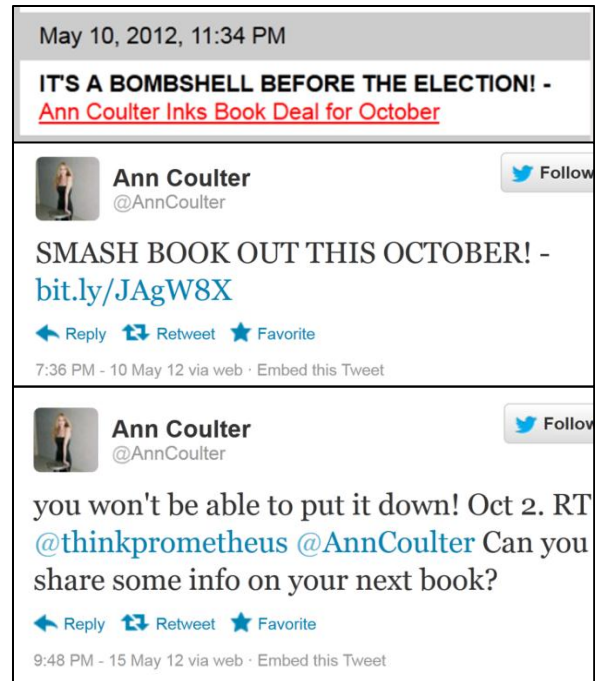 May 10, 2012, 11:34 PM
IT'S A BOMBSHELL BEFORE THE ELECTION! -
Ann Coulter Inks Book Deal for October
Ann Coulter
@AnnCoulter
Follow
SMASH BOOK OUT THIS OCTOBER! -
bit.ly/JAgW8X
Reply Retweet Favorite
7:36 PM - 10 May 12 via web · Embed this Tweet
Ann Coulter
@AnnCoulter
Follow
you won't be able to put it down! Oct 2. RT
@thinkprometheus @AnnCoulter Can you
share some info on your next book?
Reply Retweet Favorite
9:48 PM - 15 May 12 via web · Embed this Tweet